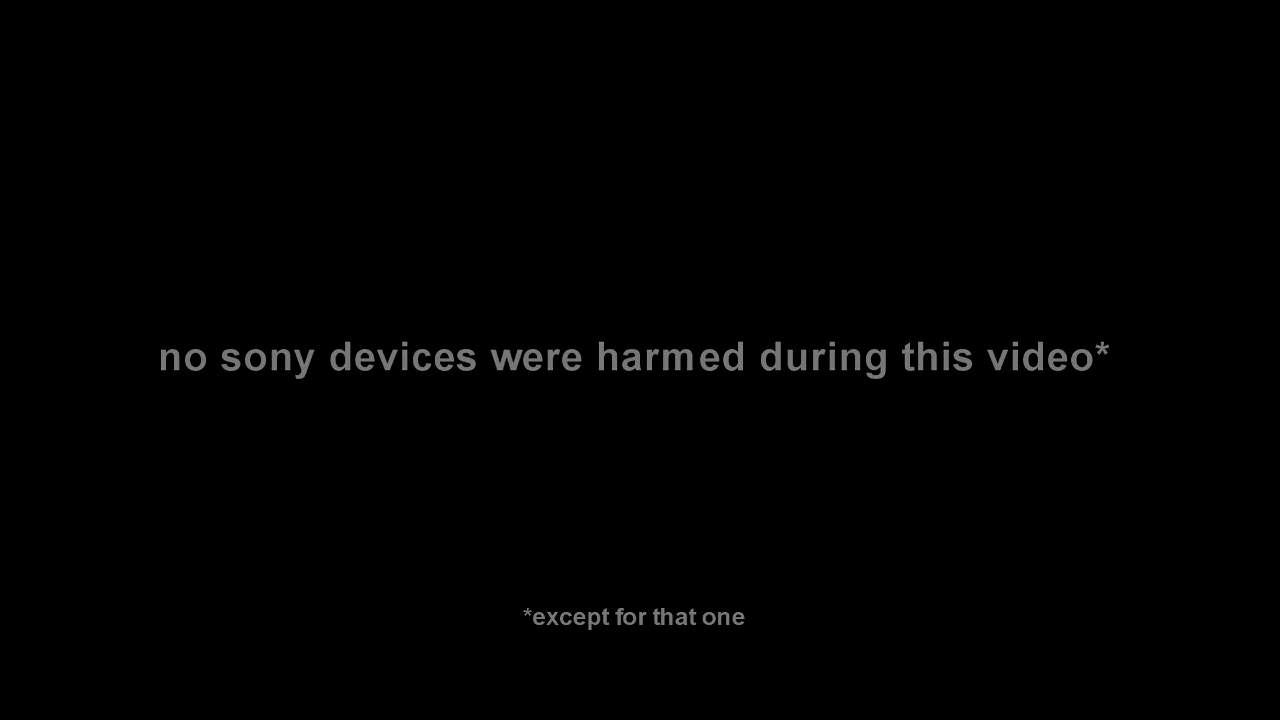 no sony devices were harmed during this video*
*except for that one